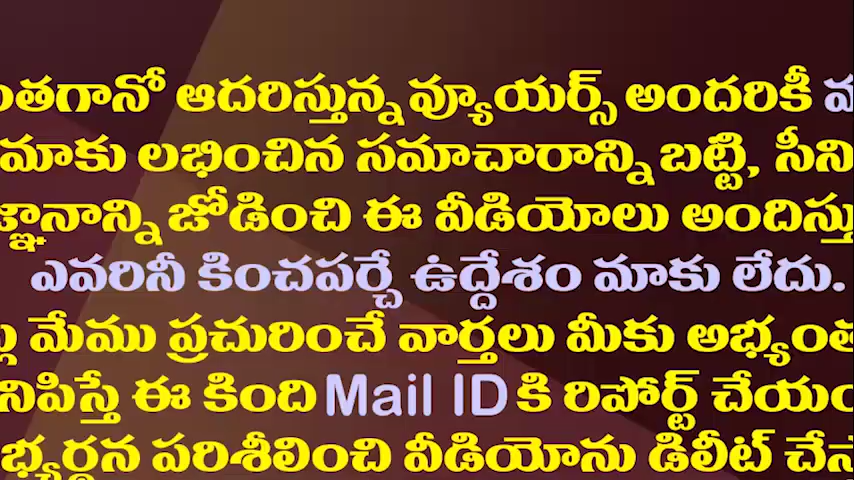 ంతగానో ఆదరిస్తున్న వ్యూయర్స్ అందరికీ
మాకు లభించిన సమాచారాన్ని బట్టి, సీని
జ్ఞానాన్ని జోడించి ఈ వీడియోలు అందిస్తు
ఎవరినీ కించపర్చే ఉద్దేశం మాకు లేదు.
మేము ప్రచురించే వార్తలు మీకు అభ్యంత
నిపిస్తే ఈ కింది Mail ID కి రిపోర్ట్ చేయం
భ్యర్థన పరిశీలించి వీడియోను డిలీట్ చేస